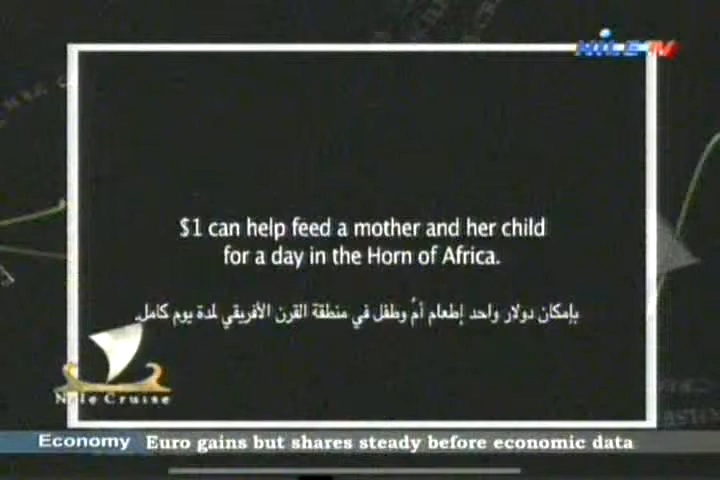 NiLE TV
$1 can help feed a mother and her child
for a day in the Horn of Africa.
بإمكان دولار واحد إطعام أمٌ وطفل في منطقة القرن الأفريقي لمدة يوم كامل.
Nile Cruise
Economy Euro gains but shares steady before economic data